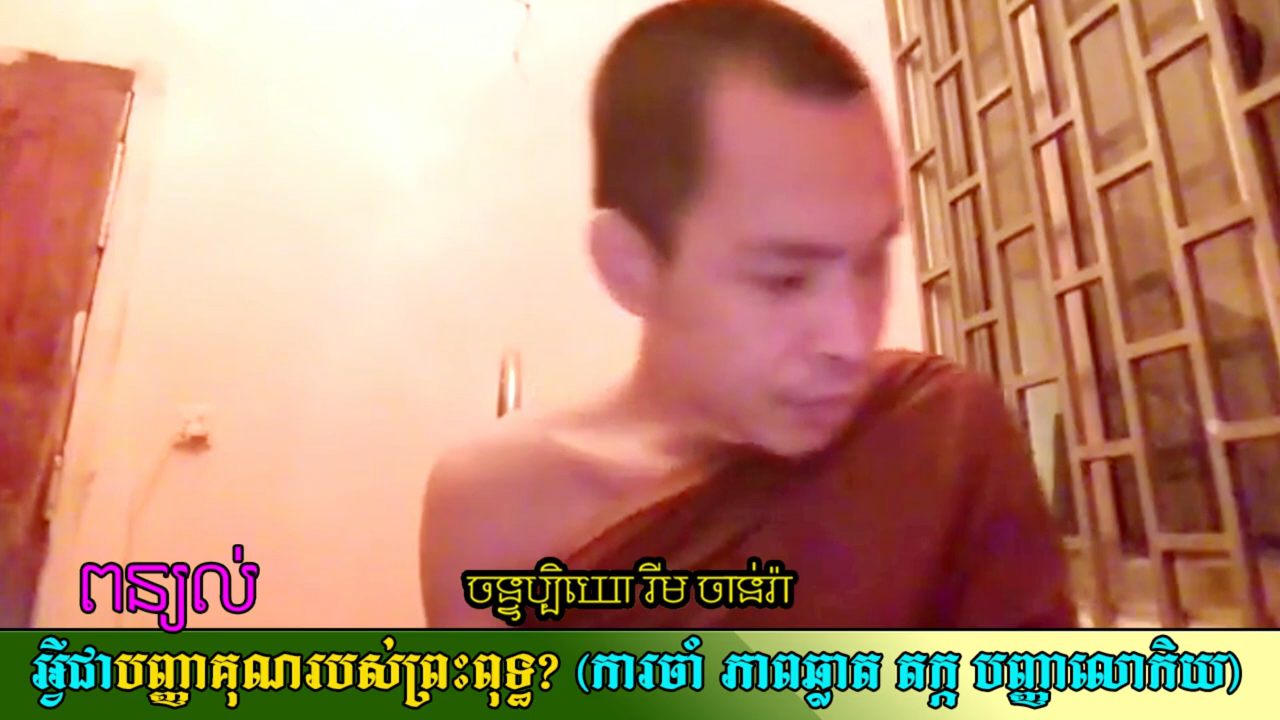 ពន្យល់
ចន្ទប្បិយោ រីម ចាន់រ៉ា
អ្វីជាបញ្ញាគុណរបស់ព្រះពុទ្ធ? (ការចាំ ភាពឆ្លាត តក្ក បញ្ញាលោកិយ)